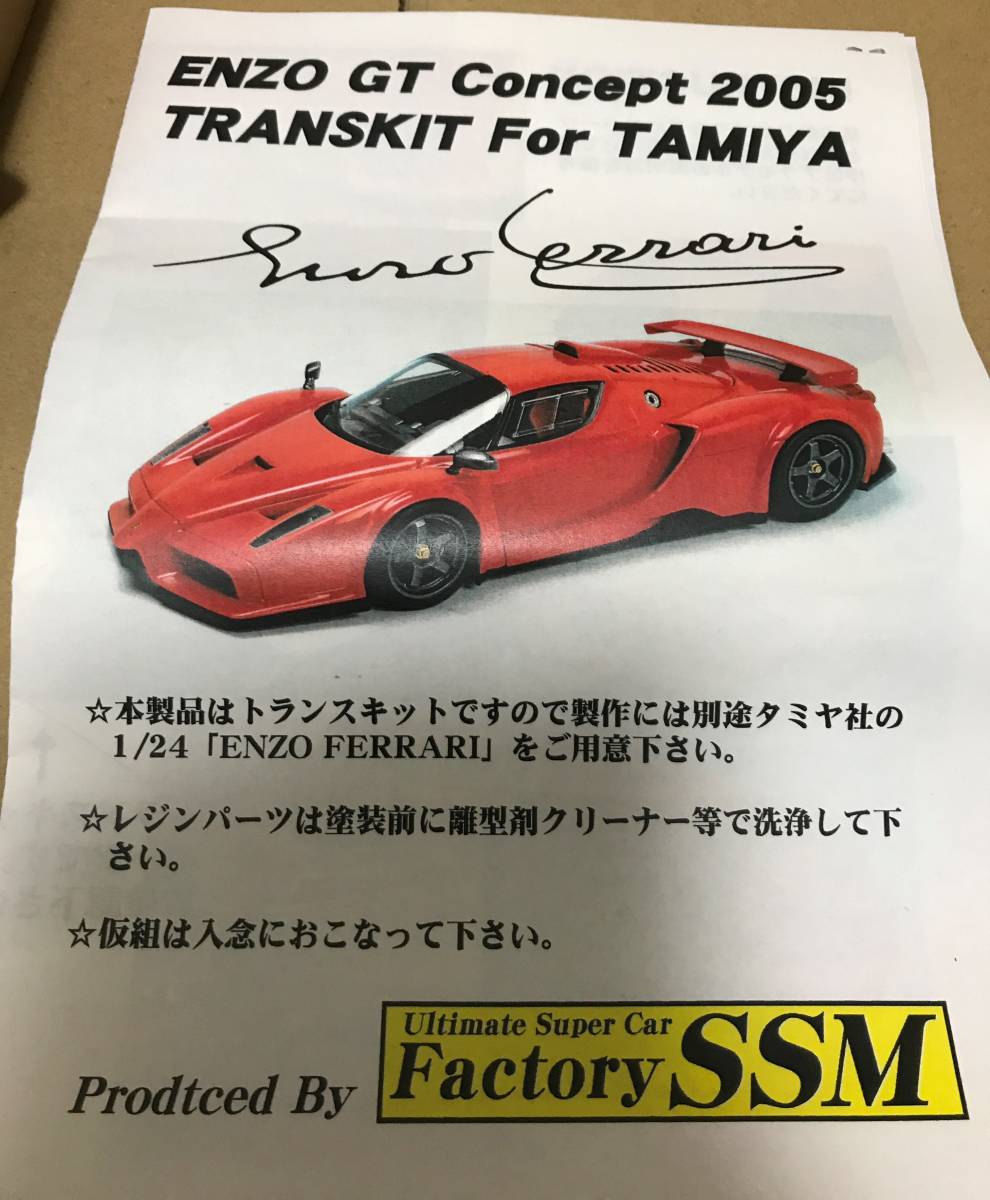 ENZO GT Concept 2005
TRANSKIT For TAMIYA
Enzo Ferrari
☆本製品はトランスキットですので製作には別途タミヤ社の
1/24「ENZO FERRARI」をご用意下さい。
☆レジンパーツは塗装前に離型剤クリーナー等で洗浄して下
さい。
☆仮組は入念におこなって下さい。
Prodtced By
Ultimate Super Car
Factory SSM